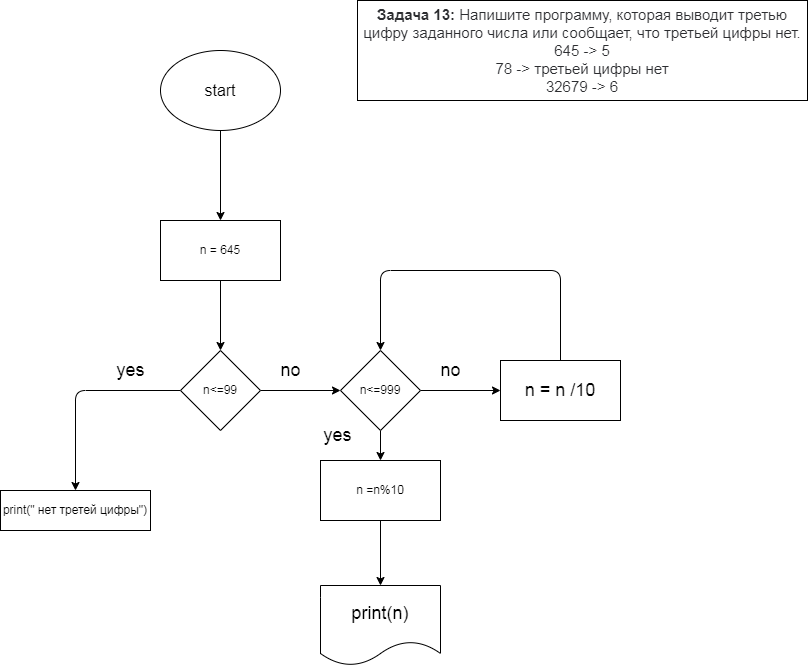 Задача 13: Напишите программу, которая выводит третью
цифру заданного числа или сообщает, что третьей цифры нет.
645 -> 5
78 -> третьей цифры нет
32679 -> 6
start
n = 645
yes
n<=99
no
n<=999
no
n = n /10
yes
n =n%10
print(" нет третей цифры")
print(n)